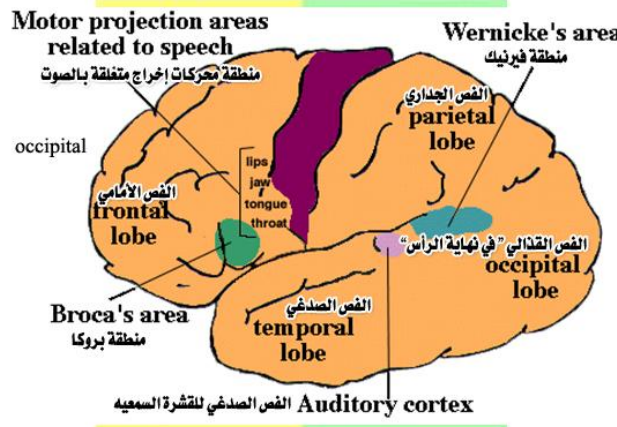 Motor projection areas
related to speech
منطقة محركات إخراج متغلقة بالصوت
Wernicke's area
منطقة فيرنيك
الفص الجداري
parietal
lobe
occipital
lips
jaw
tongue
throat
الفص الأمامي
frontal
lobe
الفص القذالي "في نهاية الرأس"
occipital
lobe
Broca's area
منطقة بروكا
الفص الصدغي
temporal
lobe
الفص الصدغي للقشرة السمعيه Auditory cortex